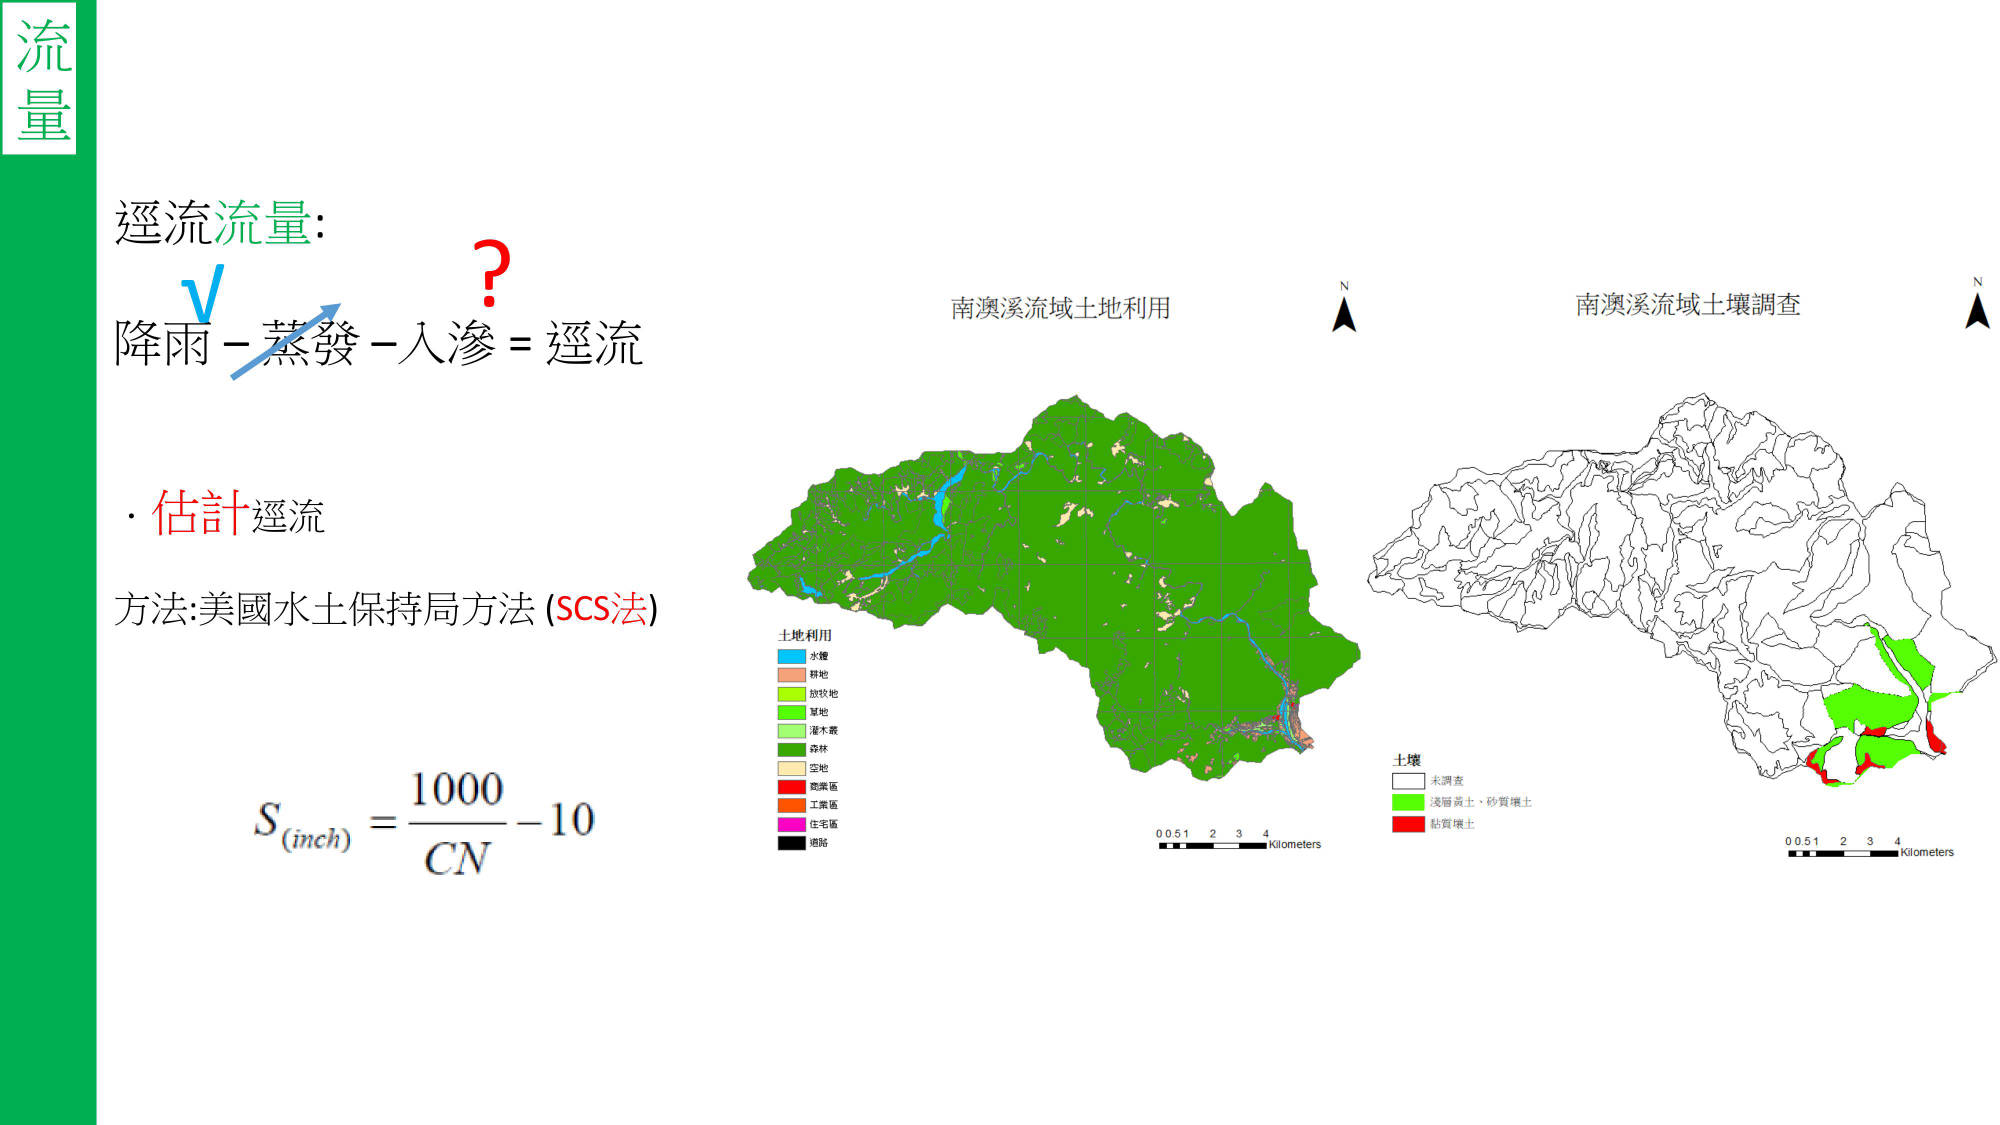 流
量
逕流流量:
√
?
降雨 – 蒸發 –入滲 = 逕流
· 估計逕流
方法:美國水土保持局方法 (SCS法)
S(inch) = 1000/CN − 10
南澳溪流域土地利用
N
土地利用
水體
耕地
放牧地
草地
灌木叢
森林
空地
商業區
工業區
住宅區
道路
0 0.5 1 2 3 4
Kilometers
南澳溪流域土壤調查
N
土壤
未調查
淺層黃土、砂質壤土
黏質壤土
0 0.5 1 2 3 4
Kilometers